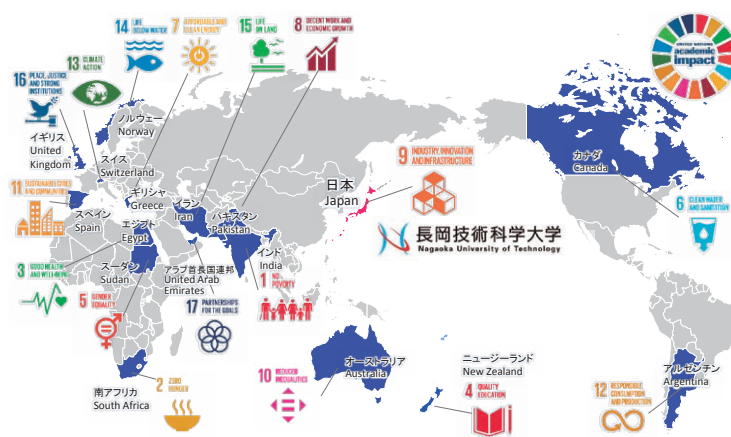 14 LIFE
BELOW WATER
7 AFFORDABLE AND
CLEAN ENERGY
15 LIFE
ON LAND
8 DECENT WORK AND
ECONOMIC GROWTH
UNITED NATIONS
academic
impact
13 CLIMATE
ACTION
16 PEACE, JUSTICE
AND STRONG
INSTITUTIONS
ノルウェー
Norway
イギリス
United
Kingdom
スイス
Switzerland
カナダ
Canada
9 INDUSTRY, INNOVATION
AND INFRASTRUCTURE
日本
Japan
11 SUSTAINABLE CITIES
AND COMMUNITIES
ギリシャ
Greece
イラン
Iran
パキスタン
Pakistan
6 CLEAN WATER
AND SANITATION
スペイン
Spain
エジプト
Egypt
長岡技術科学大学
Nagaoka University of Technology
インド
India
3 GOOD HEALTH
AND WELL-BEING
スーダン
Sudan
アラブ首長国連邦
United Arab
Emirates
1 NO
POVERTY
5 GENDER
EQUALITY
17 PARTNERSHIPS
FOR THE GOALS
オーストラリア
Australia
ニュージーランド
New Zealand
アルゼンチン
Argentina
10 REDUCED
INEQUALITIES
2 ZERO
HUNGER
南アフリカ
South Africa
4 QUALITY
EDUCATION
12 RESPONSIBLE
CONSUMPTION
AND PRODUCTION